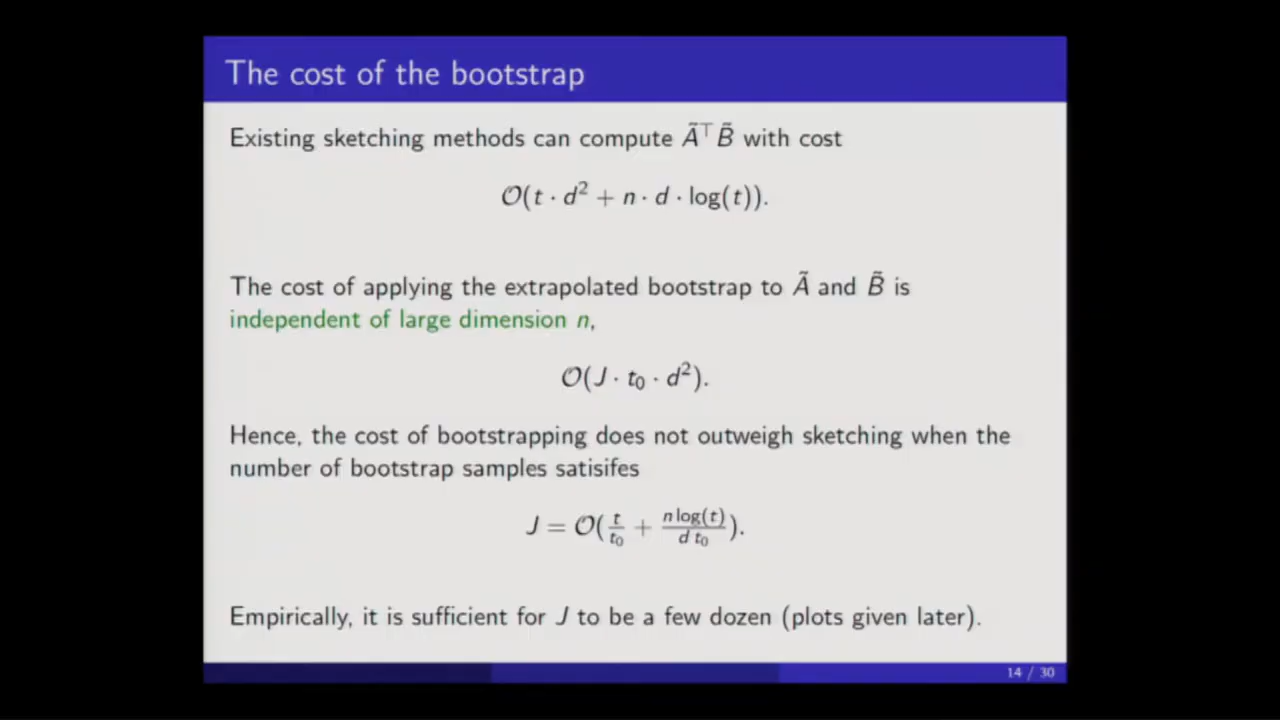 The cost of the bootstrap
Existing sketching methods can compute Ã⊤B̃ with cost
𝒪(t · d² + n · d · log(t)).
The cost of applying the extrapolated bootstrap to Ã and B̃ is
independent of large dimension n,
𝒪(J · t₀ · d²).
Hence, the cost of bootstrapping does not outweigh sketching when the
number of bootstrap samples satisifes
J = 𝒪(t/t₀ + n log(t)/d t₀).
Empirically, it is sufficient for J to be a few dozen (plots given later).
14 / 30